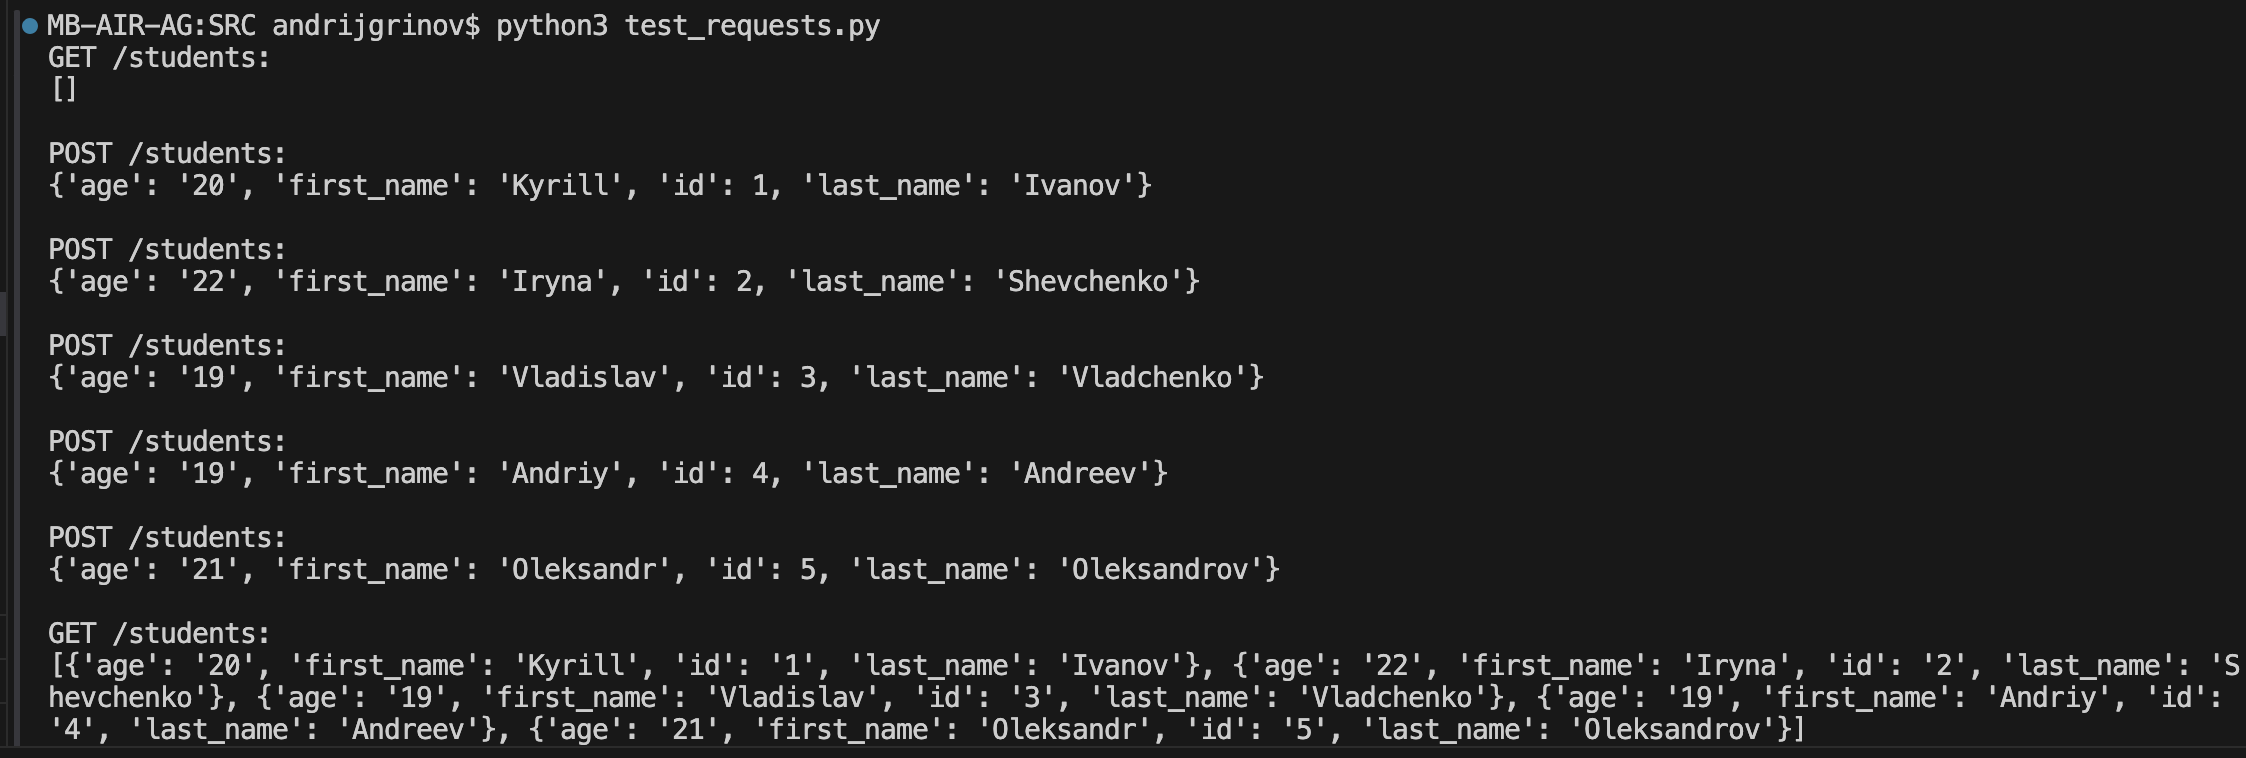 MB-AIR-AG:SRC andrijgrinov$ python3 test_requests.py
GET /students:
[]
POST /students:
{'age': '20', 'first_name': 'Kyrill', 'id': 1, 'last_name': 'Ivanov'}
POST /students:
{'age': '22', 'first_name': 'Iryna', 'id': 2, 'last_name': 'Shevchenko'}
POST /students:
{'age': '19', 'first_name': 'Vladislav', 'id': 3, 'last_name': 'Vladchenko'}
POST /students:
{'age': '19', 'first_name': 'Andriy', 'id': 4, 'last_name': 'Andreev'}
POST /students:
{'age': '21', 'first_name': 'Oleksandr', 'id': 5, 'last_name': 'Oleksandrov'}
GET /students:
[{'age': '20', 'first_name': 'Kyrill', 'id': '1', 'last_name': 'Ivanov'}, {'age': '22', 'first_name': 'Iryna', 'id': '2', 'last_name': 'S
hevchenko'}, {'age': '19', 'first_name': 'Vladislav', 'id': '3', 'last_name': 'Vladchenko'}, {'age': '19', 'first_name': 'Andriy', 'id':
'4', 'last_name': 'Andreev'}, {'age': '21', 'first_name': 'Oleksandr', 'id': '5', 'last_name': 'Oleksandrov'}]